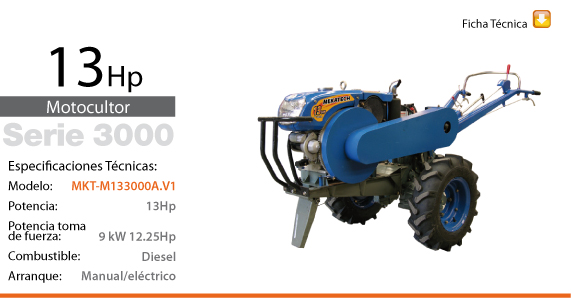 Ficha Técnica
13Hp
Motocultor
Serie 3000
Especificaciones Técnicas:
Modelo: MKT-M133000A.V1
Potencia: 13Hp
Potencia toma
de fuerza: 9 kW 12.25Hp
Combustible: Diesel
Arranque: Manual/eléctrico
MEKATECH